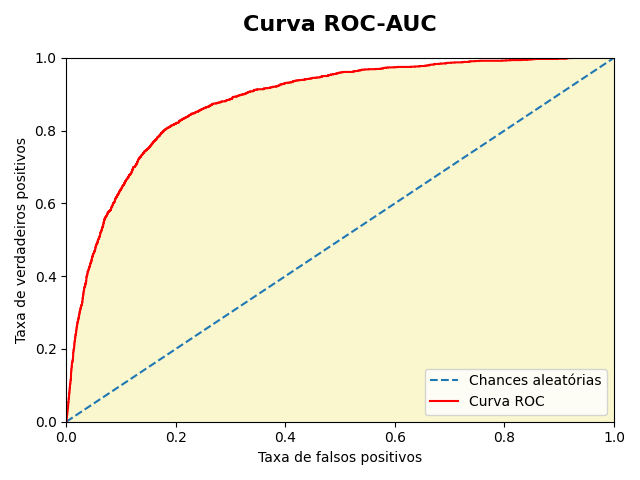 Curva ROC-AUC
1.0
0.8
0.6
0.4
0.2
0.0
Taxa de verdadeiros positivos
Chances aleatórias
Curva ROC
0.0 0.2 0.4 0.6 0.8 1.0
Taxa de falsos positivos